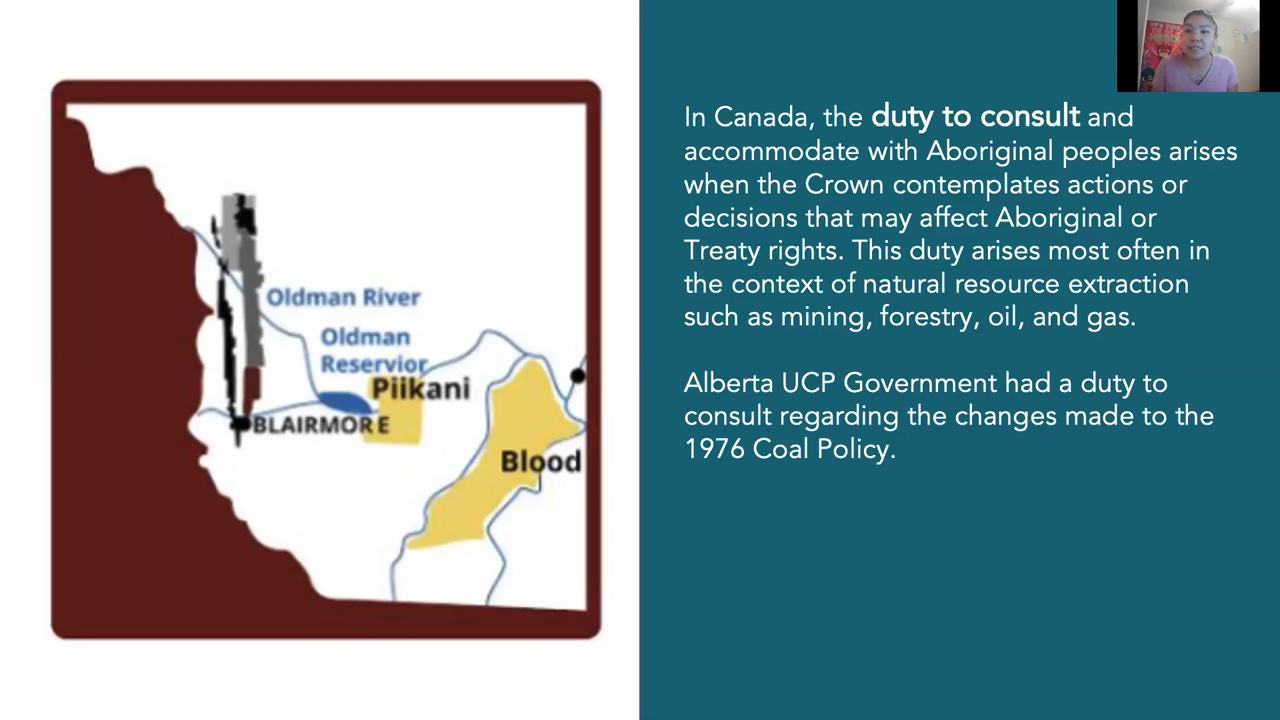 Oldman River
Oldman
Reservior
Piikani
BLAIRMORE
Blood
In Canada, the duty to consult and
accommodate with Aboriginal peoples arises
when the Crown contemplates actions or
decisions that may affect Aboriginal or
Treaty rights. This duty arises most often in
the context of natural resource extraction
such as mining, forestry, oil, and gas.
Alberta UCP Government had a duty to
consult regarding the changes made to the
1976 Coal Policy.